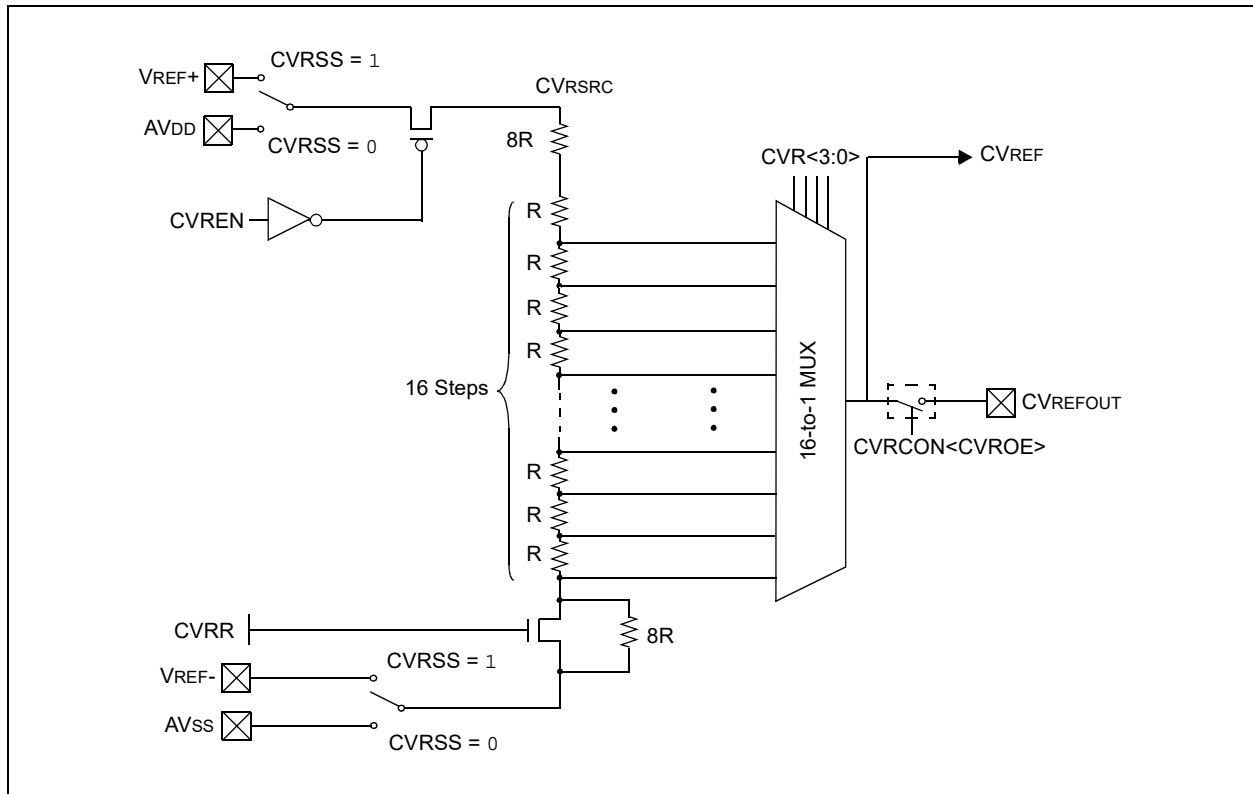 CVRSS = 1
VREF+
CVRSRC
AVDD
8R
CVRSS = 0
CVR<3:0>
CVREF
CVREN
R
R
R
R
16 Steps
16-to-1 MUX
CVREFOUT
CVRCON<CVROE>
R
R
R
CVRR
8R
CVRSS = 1
VREF-
AVSS
CVRSS = 0